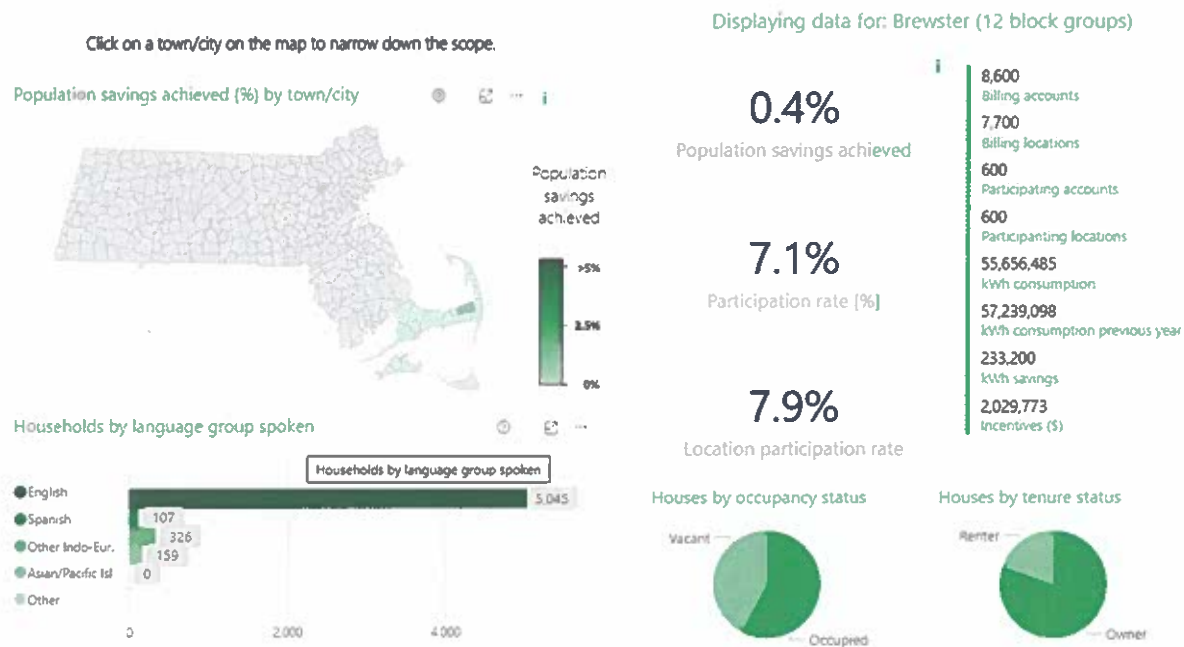 Click on a town/city on the map to narrow down the scope.
Population savings achieved (%) by town/city
Population
savings
achieved
>5%
2.5%
0%
Households by language group spoken
Households by language group spoken
English
Spanish
Other Indo-Eur.
Asian/Pacific Isl
Other
5,045
107
326
159
0
0
2,000
4,000
Displaying data for: Brewster (12 block groups)
0.4%
Population savings achieved
7.1%
Participation rate [%]
7.9%
Location participation rate
i
8,600
Billing accounts
7,700
Billing locations
600
Participating accounts
600
Participanting locations
55,656,485
kWh consumption
57,239,098
kWh consumption previous year
233,200
kWh savings
2,029,773
Incentives ($)
Houses by occupancy status
Vacant
Occupied
Houses by tenure status
Renter
Owner